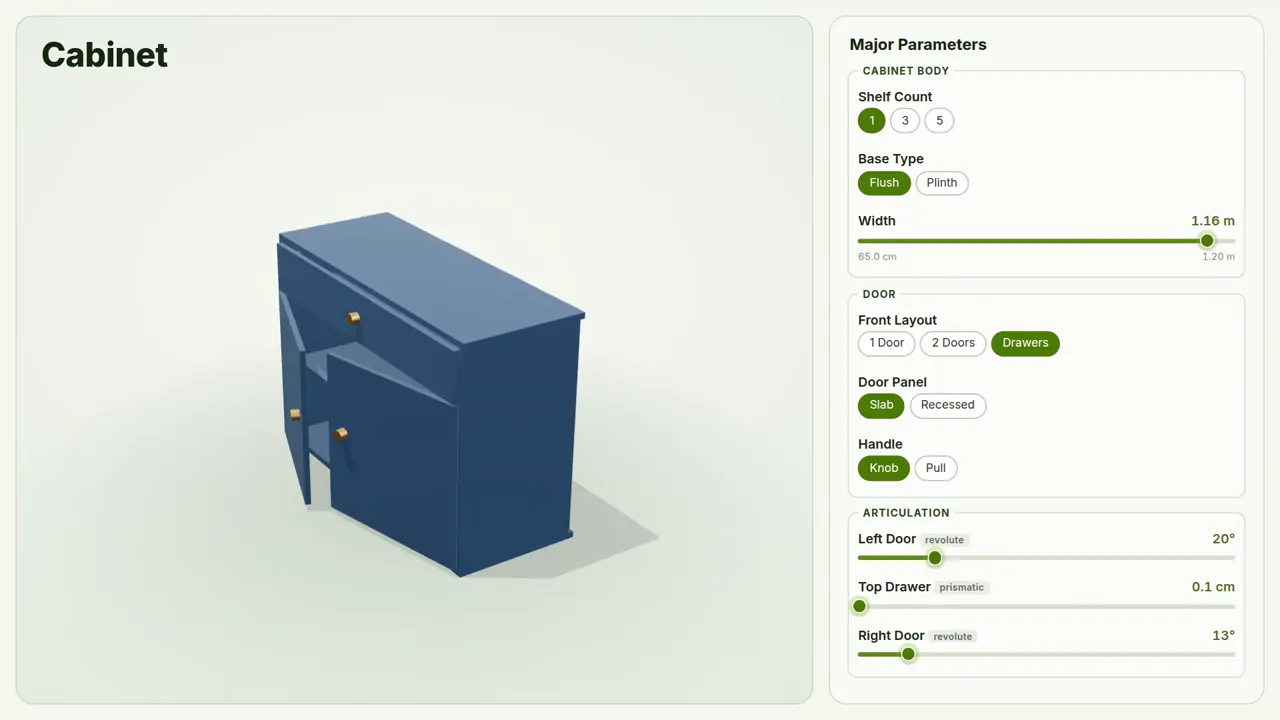 Cabinet
Major Parameters
CABINET BODY
Shelf Count
1 3 5
Base Type
Flush Plinth
Width 1.16 m
65.0 cm 1.20 m
DOOR
Front Layout
1 Door 2 Doors Drawers
Door Panel
Slab Recessed
Handle
Knob Pull
ARTICULATION
Left Door revolute 20°
Top Drawer prismatic 0.1 cm
Right Door revolute 13°